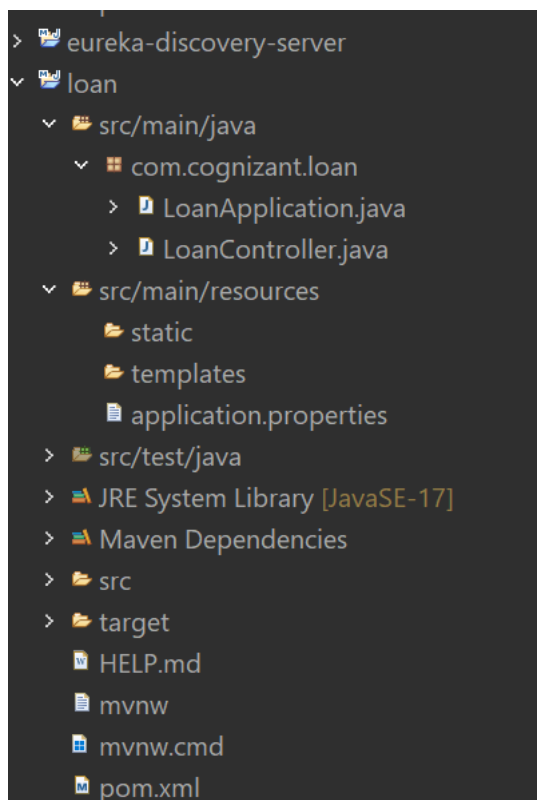 eureka-discovery-server
loan
src/main/java
com.cognizant.loan
LoanApplication.java
LoanController.java
src/main/resources
static
templates
application.properties
src/test/java
JRE System Library [JavaSE-17]
Maven Dependencies
src
target
HELP.md
mvnw
mvnw.cmd
pom.xml